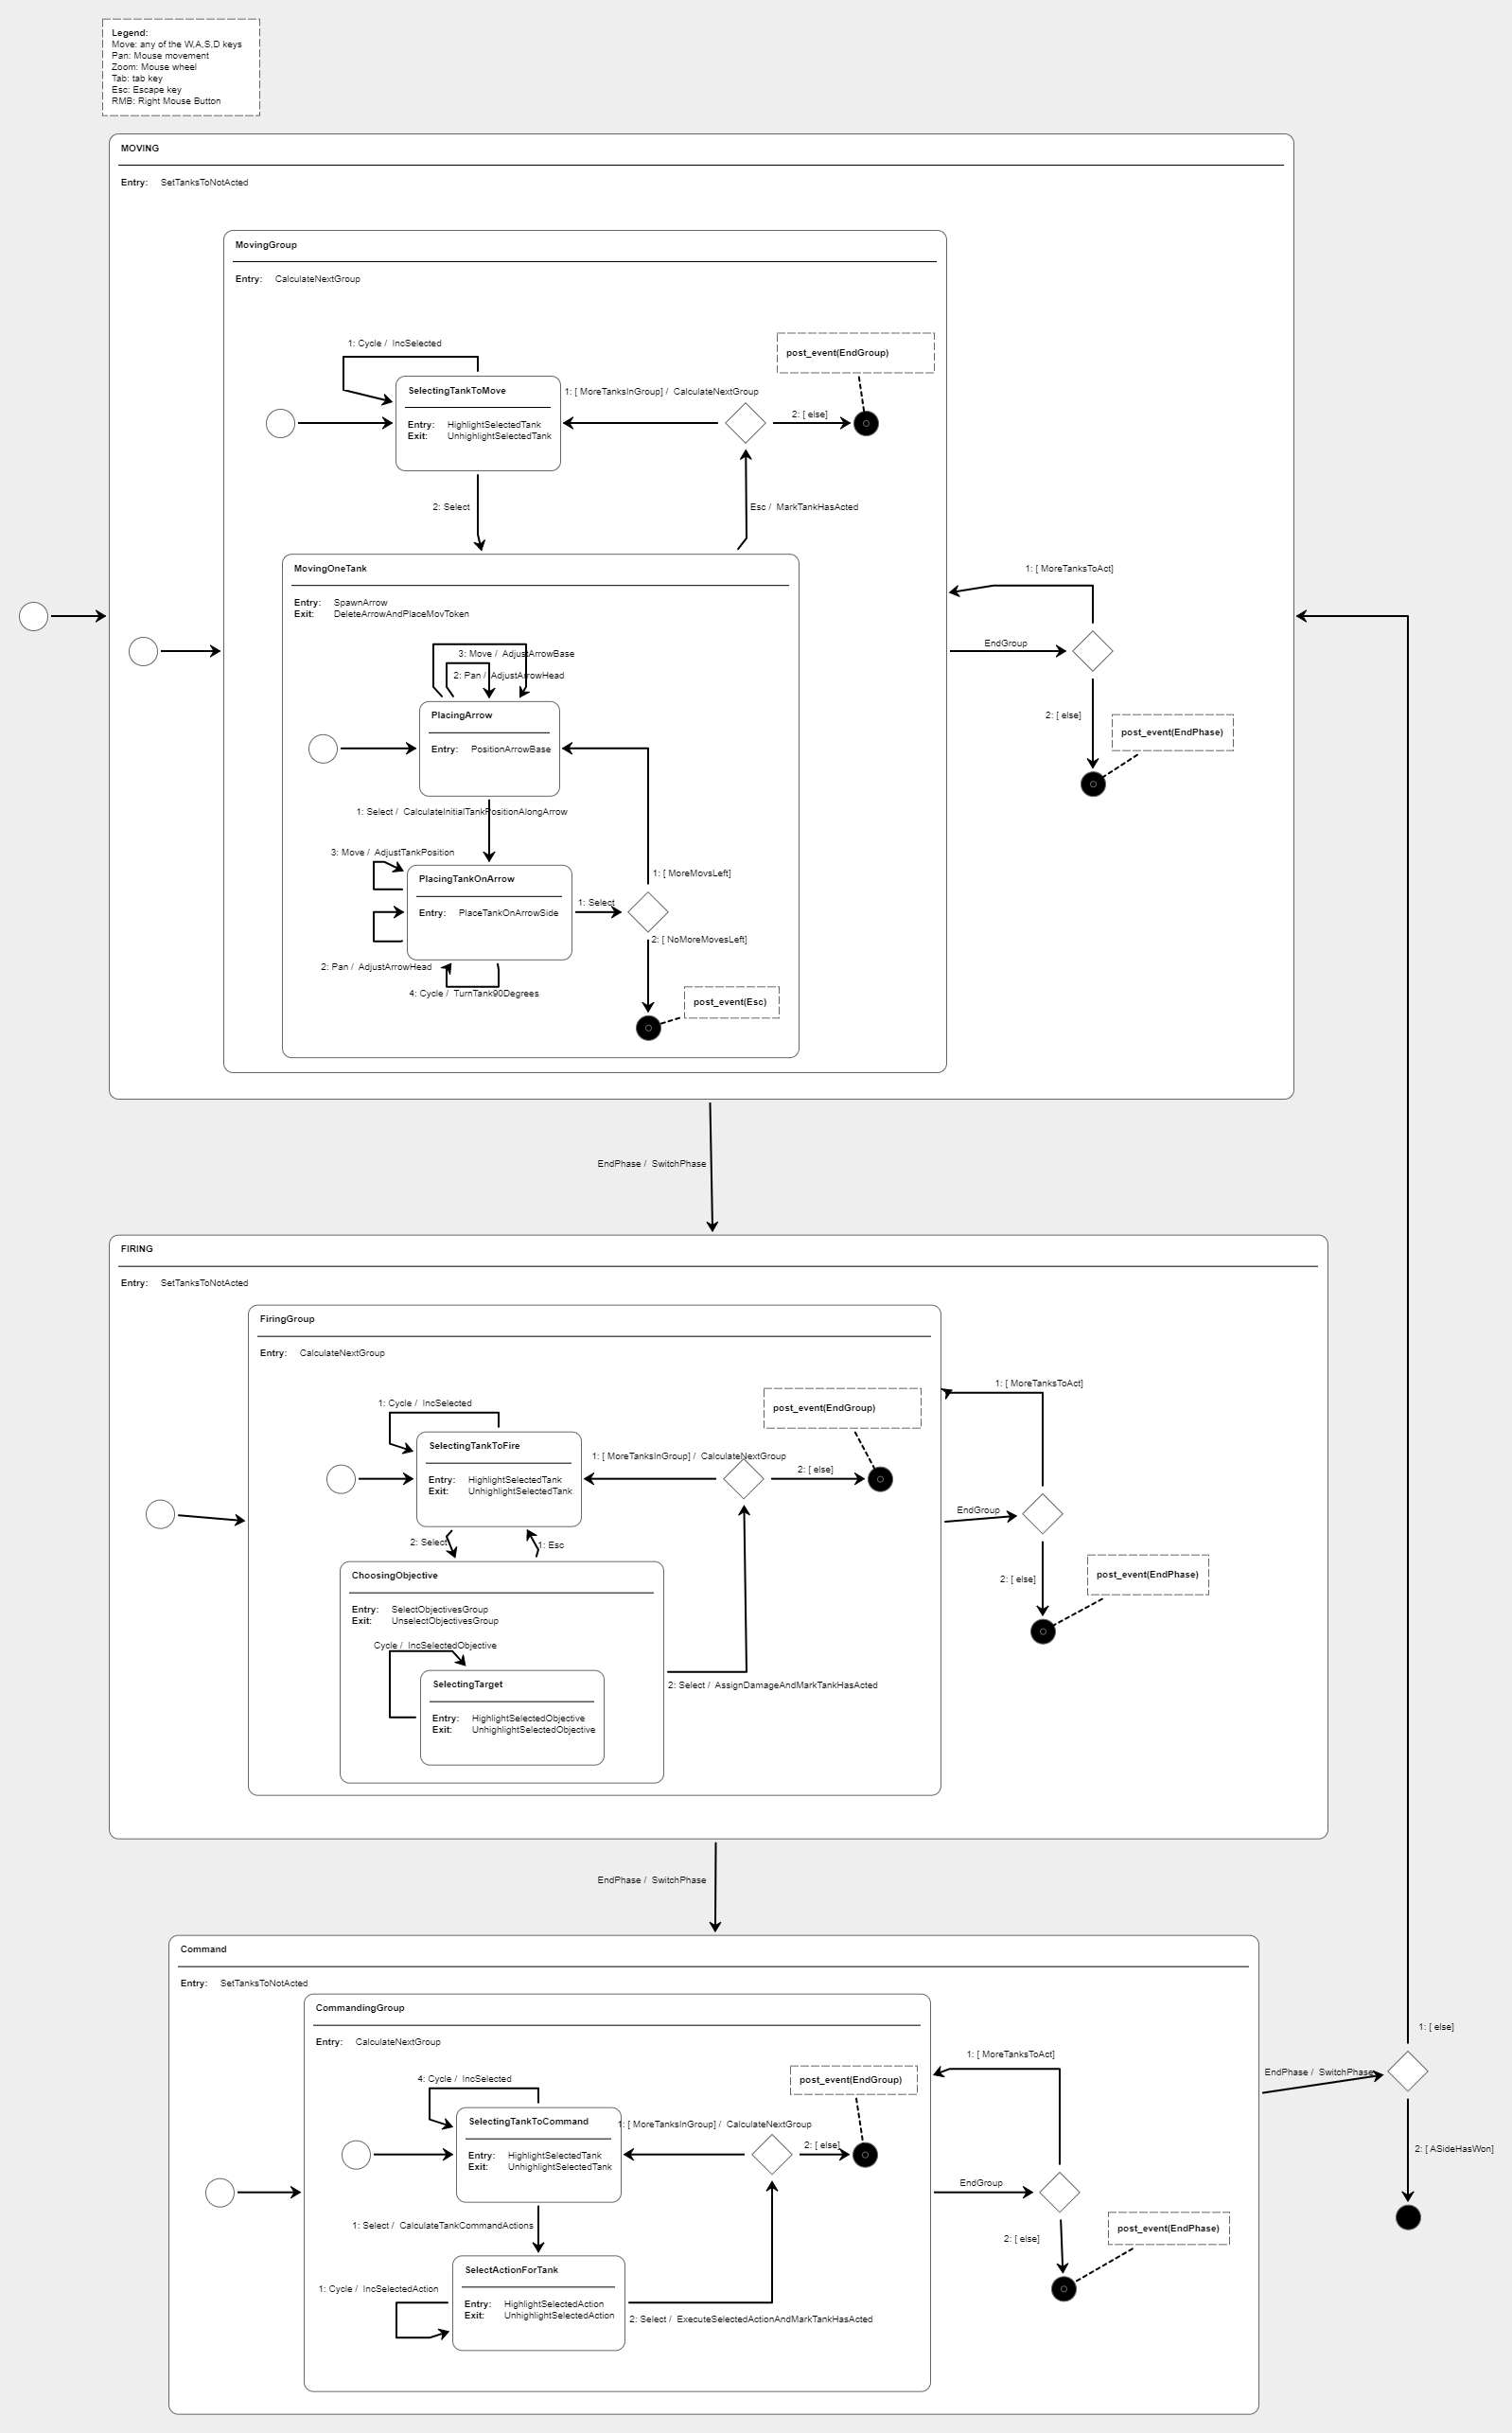 Legend:
Move: any of the W,A,S,D keys
Pan: Mouse movement
Zoom: Mouse wheel
Tab: tab key
Esc: Escape key
RMB: Right Mouse Button
MOVING
Entry: SetTanksToNotActed
MovingGroup
Entry: CalculateNextGroup
1: Cycle / IncSelected
post_event(EndGroup)
SelectingTankToMove
1: [ MoreTanksInGroup] / CalculateNextGroup
2: [ else]
Entry: HighlightSelectedTank
Exit: UnhighlightSelectedTank
2: Select
Esc / MarkTankHasActed
MovingOneTank
1: [ MoreTanksToAct]
Entry: SpawnArrow
Exit: DeleteArrowAndPlaceMovToken
EndGroup
3: Move / AdjustArrowBase
2: Pan / AdjustArrowHead
PlacingArrow
2: [ else]
post_event(EndPhase)
Entry: PositionArrowBase
1: Select / CalculateInitialTankPositionAlongArrow
3: Move / AdjustTankPosition
1: [ MoreMovsLeft]
PlacingTankOnArrow
1: Select
Entry: PlaceTankOnArrowSide
2: [ NoMoreMovesLeft]
2: Pan / AdjustArrowHead
4: Cycle / TurnTank90Degrees
post_event(Esc)
EndPhase / SwitchPhase
FIRING
Entry: SetTanksToNotActed
FiringGroup
Entry: CalculateNextGroup
1: [ MoreTanksToAct]
1: Cycle / IncSelected
post_event(EndGroup)
SelectingTankToFire
1: [ MoreTanksInGroup] / CalculateNextGroup
2: [ else]
Entry: HighlightSelectedTank
Exit: UnhighlightSelectedTank
EndGroup
2: Select
1: Esc
ChoosingObjective
2: [ else]
post_event(EndPhase)
Entry: SelectObjectivesGroup
Exit: UnselectObjectivesGroup
Cycle / IncSelectedObjective
SelectingTarget
2: Select / AssignDamageAndMarkTankHasActed
Entry: HighlightSelectedObjective
Exit: UnhighlightSelectedObjective
EndPhase / SwitchPhase
Command
Entry: SetTanksToNotActed
CommandingGroup
1: [ else]
Entry: CalculateNextGroup
1: [ MoreTanksToAct]
EndPhase / SwitchPhase
4: Cycle / IncSelected
post_event(EndGroup)
SelectingTankToCommand
1: [ MoreTanksInGroup] / CalculateNextGroup
2: [ else]
2: [ ASideHasWon]
Entry: HighlightSelectedTank
Exit: UnhighlightSelectedTank
EndGroup
1: Select / CalculateTankCommandActions
post_event(EndPhase)
2: [ else]
SelectActionForTank
1: Cycle / IncSelectedAction
Entry: HighlightSelectedAction
Exit: UnhighlightSelectedAction
2: Select / ExecuteSelectedActionAndMarkTankHasActed